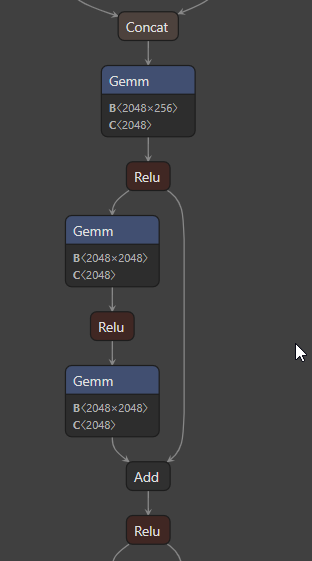 Concat
Gemm
B⟨2048×256⟩
C⟨2048⟩
Relu
Gemm
B⟨2048×2048⟩
C⟨2048⟩
Relu
Gemm
B⟨2048×2048⟩
C⟨2048⟩
Add
Relu